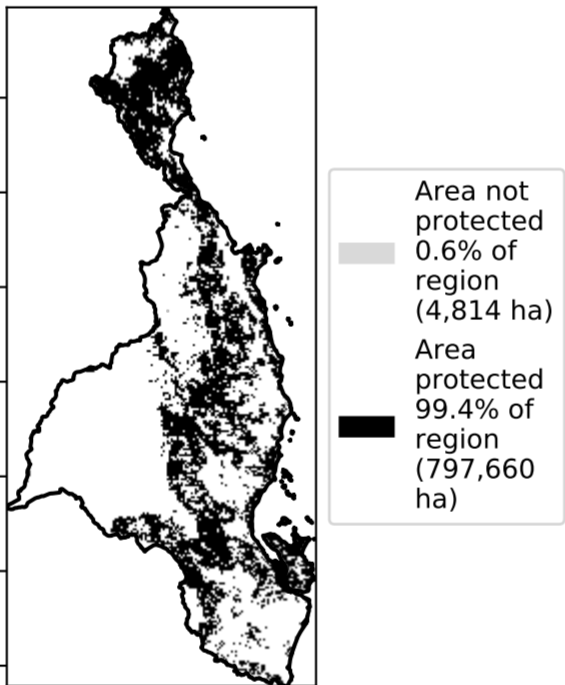 Area not
protected
0.6% of
region
(4,814 ha)
Area
protected
99.4% of
region
(797,660
ha)